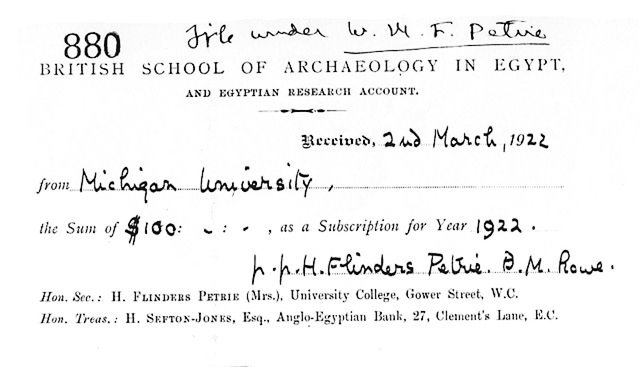 880 File under W. M. F. Petrie
BRITISH SCHOOL OF ARCHAEOLOGY IN EGYPT,
AND EGYPTIAN RESEARCH ACCOUNT.
Received, 2nd March, 1922
from Michigan University,
the Sum of $100: - : - , as a Subscription for Year 1922.
p.p. H. Flinders Petrie. B. M. Rowe.
Hon. Sec.: H. FLINDERS PETRIE (Mrs.), University College, Gower Street, W.C.
Hon. Treas.: H. SEFTON-JONES, Esq., Anglo-Egyptian Bank, 27, Clement's Lane, E.C.